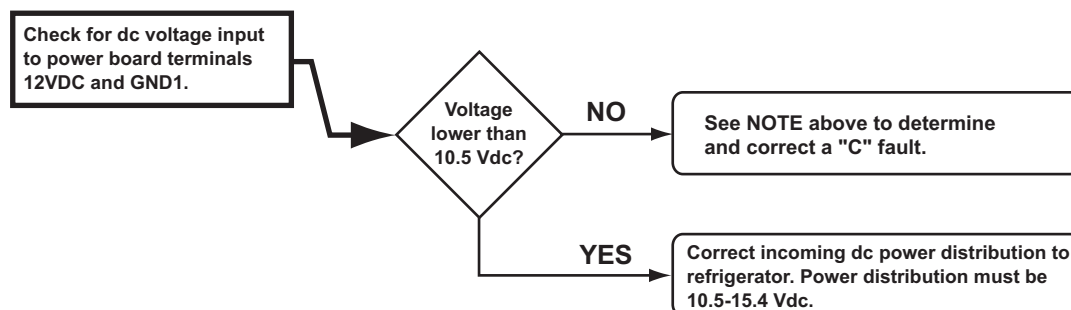 Check for dc voltage input
to power board terminals
12VDC and GND1.
Voltage
lower than
10.5 Vdc?
NO
See NOTE above to determine
and correct a "C" fault.
YES
Correct incoming dc power distribution to
refrigerator. Power distribution must be
10.5-15.4 Vdc.